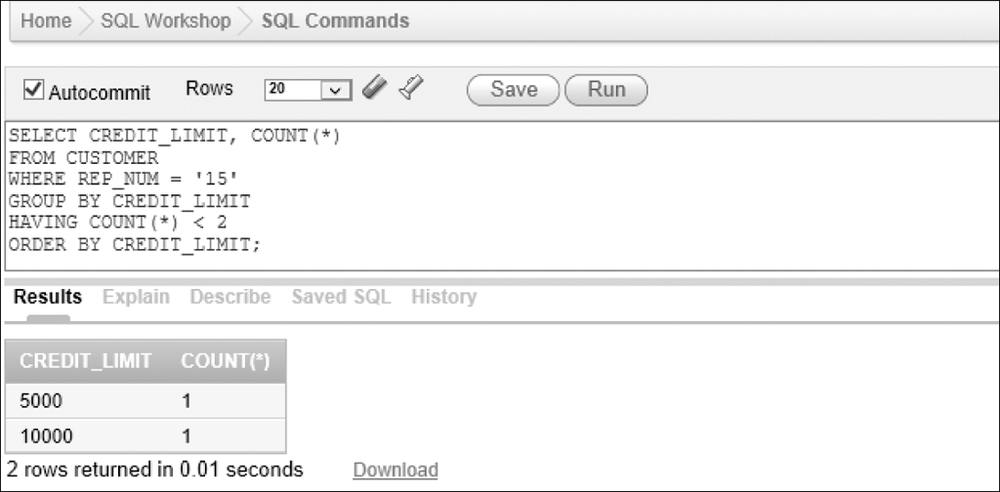 Home SQL Workshop SQL Commands
Autocommit Rows 20 Save Run
SELECT CREDIT_LIMIT, COUNT(*)
FROM CUSTOMER
WHERE REP_NUM = '15'
GROUP BY CREDIT_LIMIT
HAVING COUNT(*) < 2
ORDER BY CREDIT_LIMIT;
Results Explain Describe Saved SQL History
CREDIT_LIMIT COUNT(*)
5000 1
10000 1
2 rows returned in 0.01 seconds Download